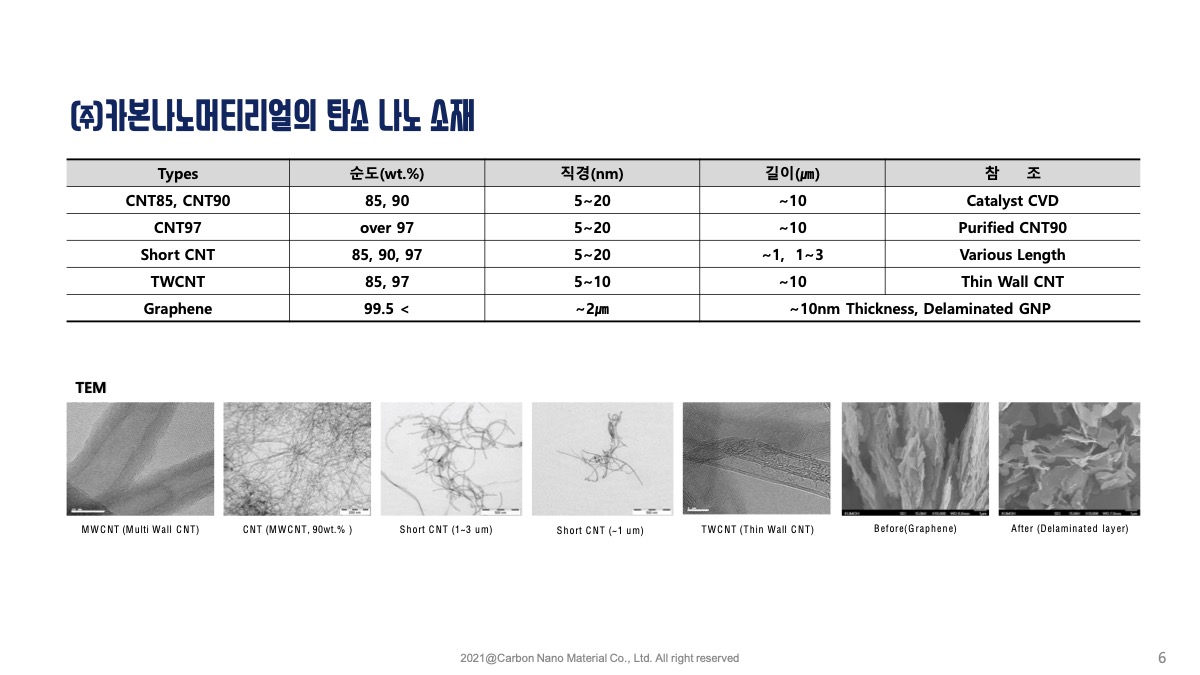 ㈜카본나노머티리얼의 탄소 나노 소재
Types 순도(wt.%) 직경(nm) 길이(㎛) 참 조
CNT85, CNT90 85, 90 5~20 ~10 Catalyst CVD
CNT97 over 97 5~20 ~10 Purified CNT90
Short CNT 85, 90, 97 5~20 ~1, 1~3 Various Length
TWCNT 85, 97 5~10 ~10 Thin Wall CNT
Graphene 99.5 < ~2㎛ ~10nm Thickness, Delaminated GNP
TEM
MWCNT (Multi Wall CNT) CNT (MWCNT, 90wt.% ) Short CNT (1~3 um) Short CNT (~1 um) TWCNT (Thin Wall CNT) Before(Graphene) After (Delaminated layer)
2021@Carbon Nano Material Co., Ltd. All right reserved
6